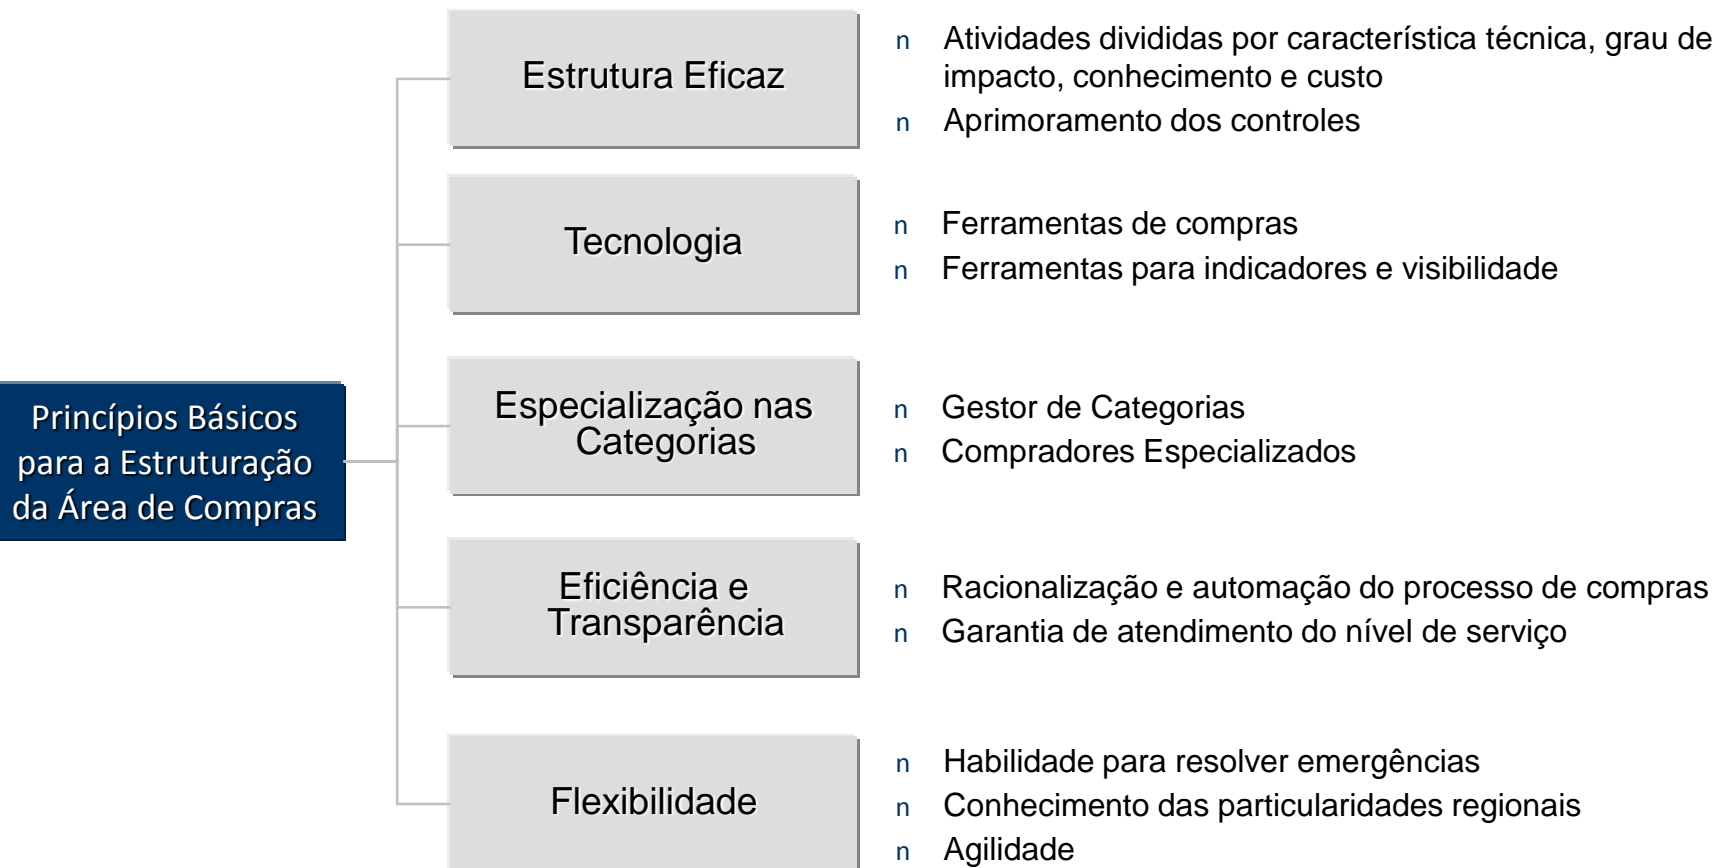 Princípios Básicos
para a Estruturação
da Área de Compras
Estrutura Eficaz
n Atividades divididas por característica técnica, grau de
impacto, conhecimento e custo
n Aprimoramento dos controles
Tecnologia
n Ferramentas de compras
n Ferramentas para indicadores e visibilidade
Especialização nas
Categorias
n Gestor de Categorias
n Compradores Especializados
Eficiência e
Transparência
n Racionalização e automação do processo de compras
n Garantia de atendimento do nível de serviço
Flexibilidade
n Habilidade para resolver emergências
n Conhecimento das particularidades regionais
n Agilidade